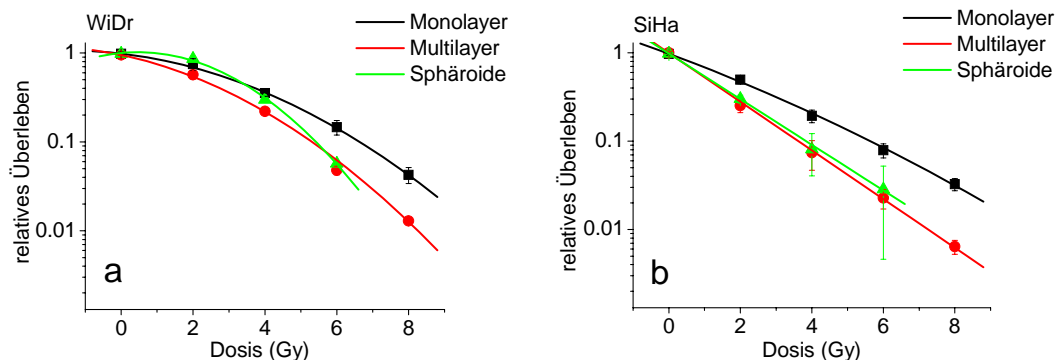 WiDr
Monolayer
Multilayer
Sphäroide
1
0.1
0.01
relatives Überleben
a
0 2 4 6 8
Dosis (Gy)
SiHa
Monolayer
Multilayer
Sphäroide
1
0.1
0.01
relatives Überleben
b
0 2 4 6 8
Dosis (Gy)